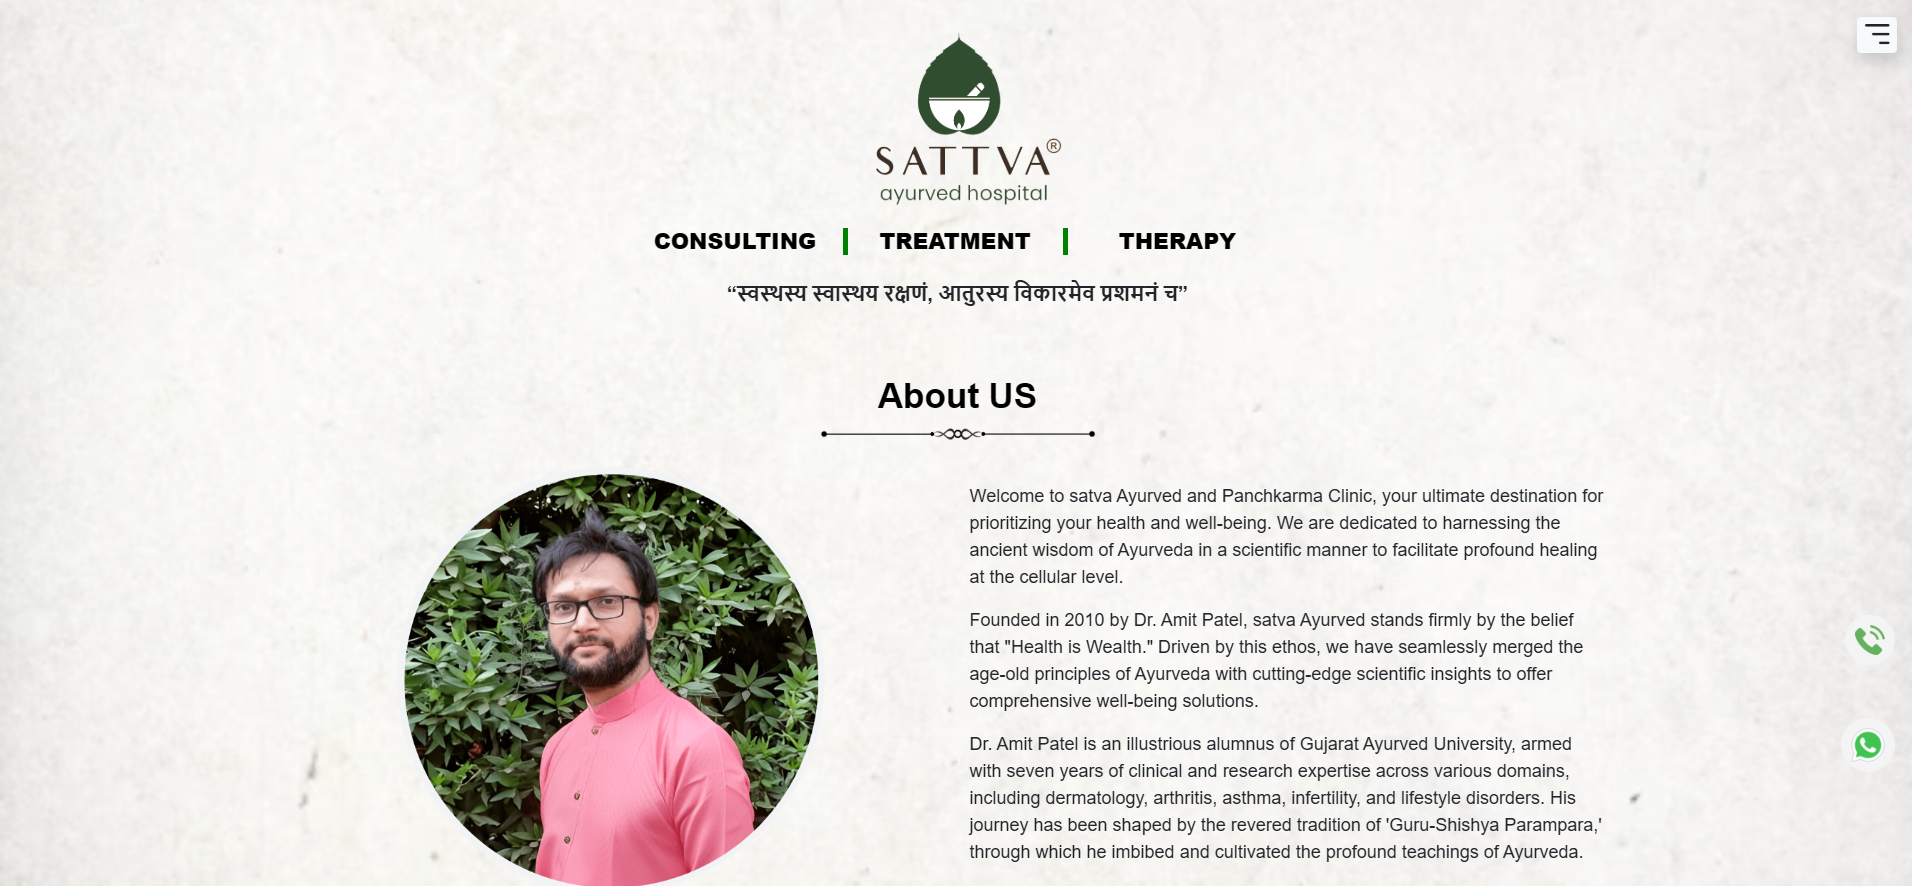 SATTVA®
ayurved hospital
CONSULTING TREATMENT THERAPY
“स्वस्थस्य स्वास्थय रक्षणं, आतुरस्य विकारमेव प्रशमनं च”
About US
Welcome to satva Ayurved and Panchkarma Clinic, your ultimate destination for
prioritizing your health and well-being. We are dedicated to harnessing the
ancient wisdom of Ayurveda in a scientific manner to facilitate profound healing
at the cellular level.
Founded in 2010 by Dr. Amit Patel, satva Ayurved stands firmly by the belief
that "Health is Wealth." Driven by this ethos, we have seamlessly merged the
age-old principles of Ayurveda with cutting-edge scientific insights to offer
comprehensive well-being solutions.
Dr. Amit Patel is an illustrious alumnus of Gujarat Ayurved University, armed
with seven years of clinical and research expertise across various domains,
including dermatology, arthritis, asthma, infertility, and lifestyle disorders. His
journey has been shaped by the revered tradition of 'Guru-Shishya Parampara,'
through which he imbibed and cultivated the profound teachings of Ayurveda.